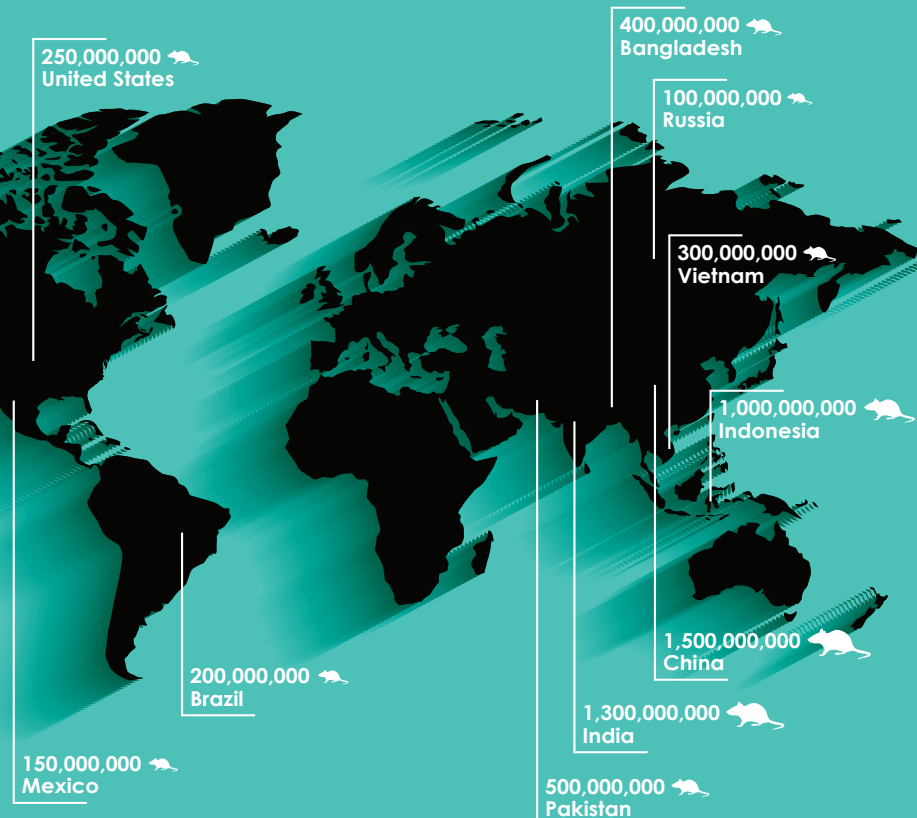 250,000,000
United States
400,000,000
Bangladesh
100,000,000
Russia
300,000,000
Vietnam
1,000,000,000
Indonesia
1,500,000,000
China
200,000,000
Brazil
1,300,000,000
India
150,000,000
Mexico
500,000,000
Pakistan